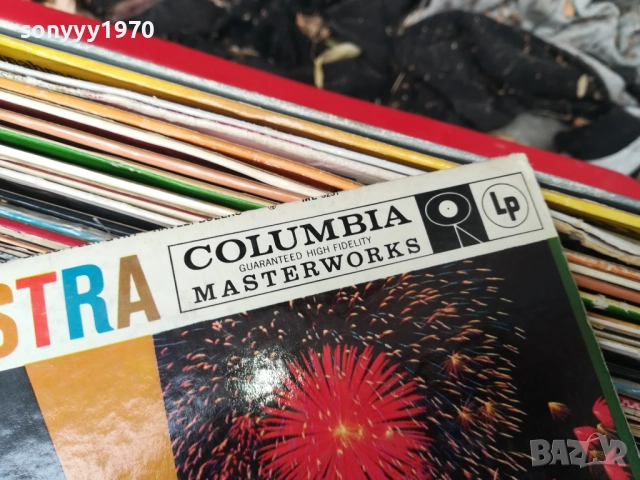 sonyyy1970
COLUMBIA
GUARANTEED HIGH FIDELITY
MASTERWORKS
LP
STRA
BAZAR